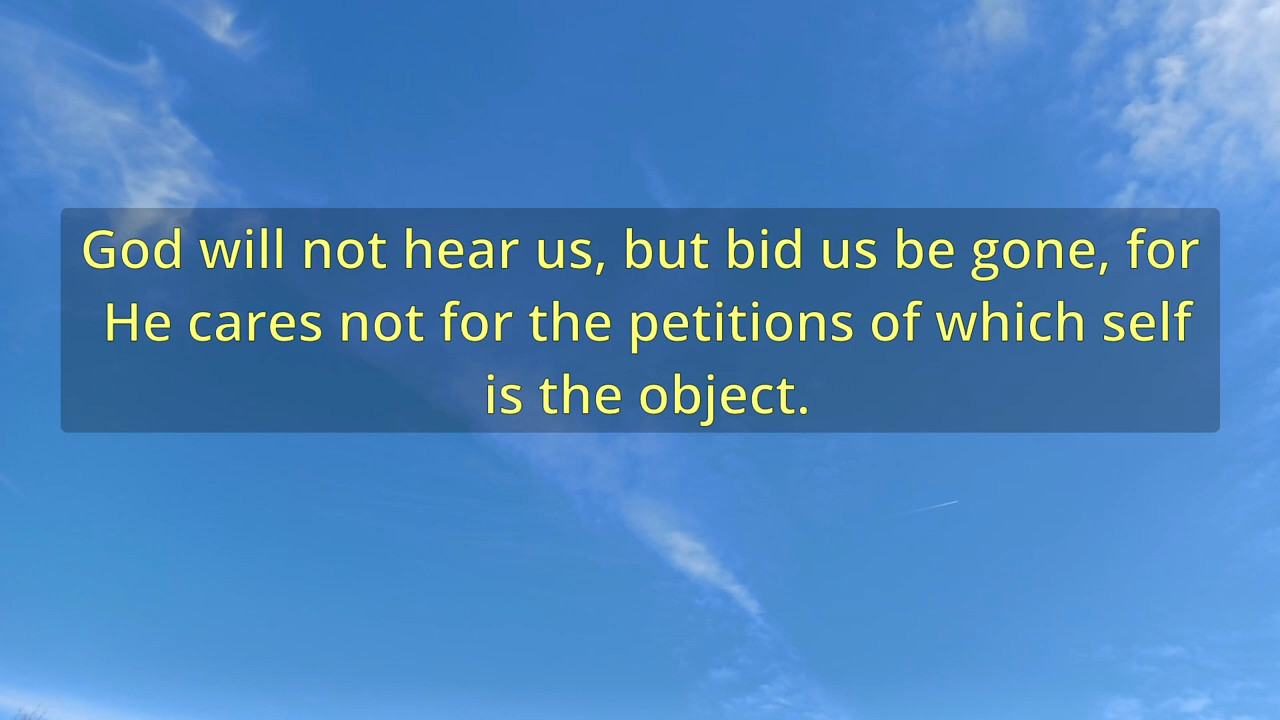 God will not hear us, but bid us be gone, for
He cares not for the petitions of which self
is the object.